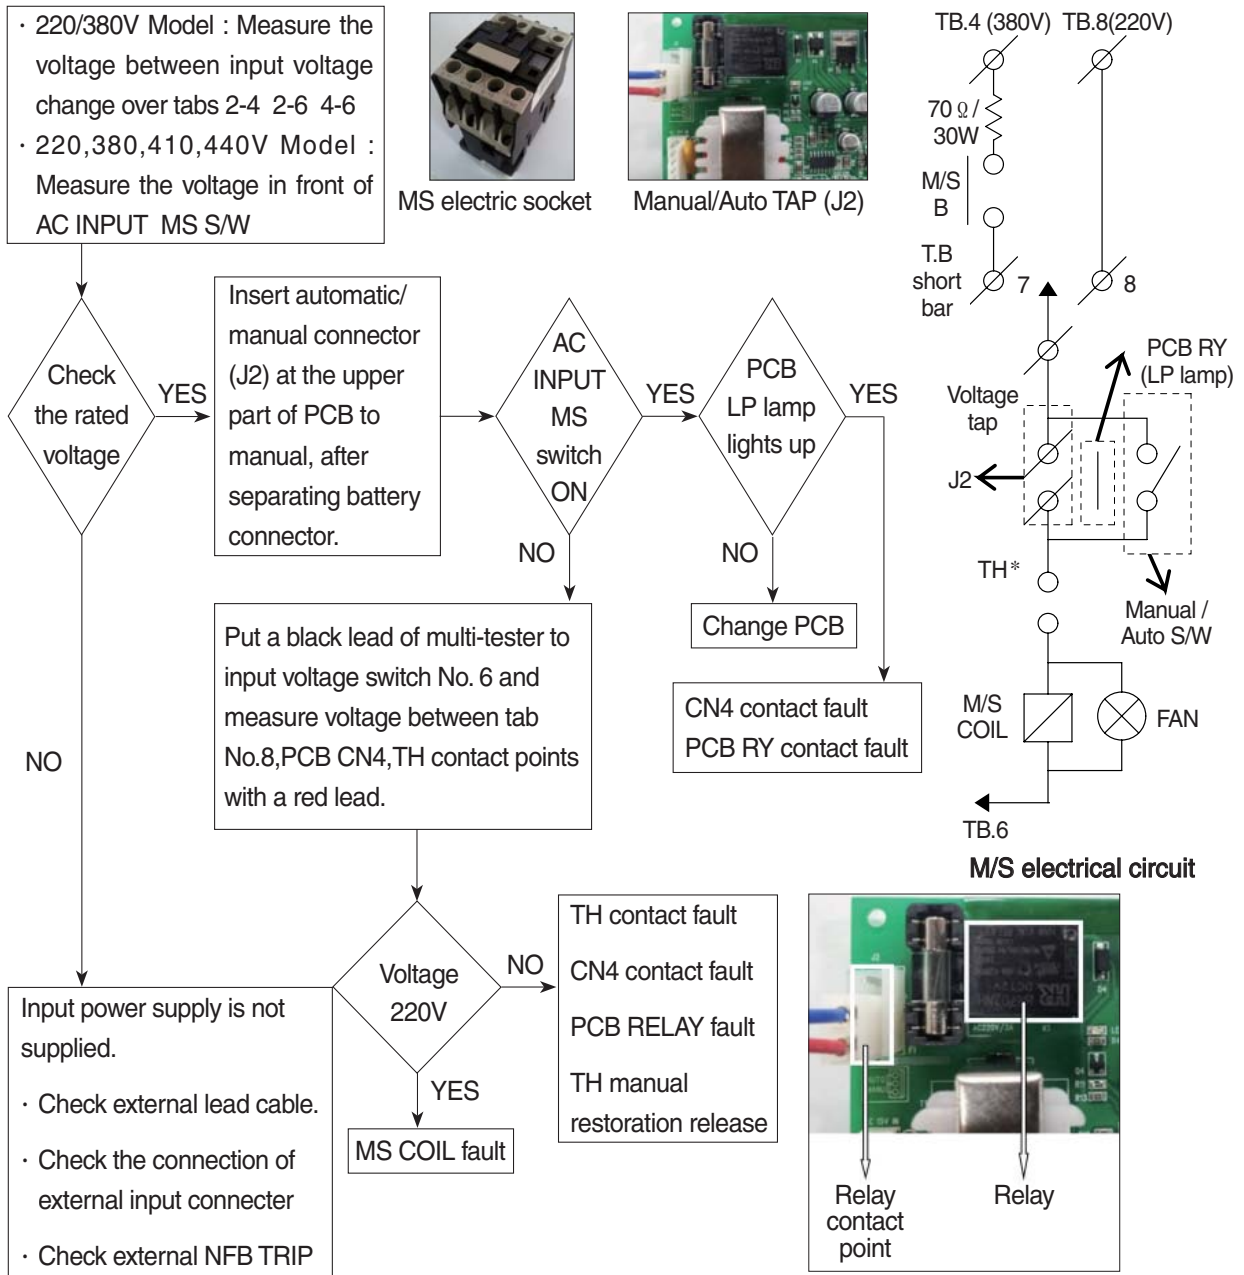 · 220/380V Model : Measure the
voltage between input voltage
change over tabs 2-4 2-6 4-6
· 220,380,410,440V Model :
Measure the voltage in front of
AC INPUT MS S/W
MS electric socket
Manual/Auto TAP (J2)
Check
the rated
voltage
YES
Insert automatic/
manual connector
(J2) at the upper
part of PCB to
manual, after
separating battery
connector.
AC
INPUT
MS
switch
ON
YES
PCB
LP lamp
lights up
YES
NO
NO
Change PCB
CN4 contact fault
PCB RY contact fault
Put a black lead of multi-tester to
input voltage switch No. 6 and
measure voltage between tab
No.8,PCB CN4,TH contact points
with a red lead.
NO
Voltage
220V
NO
TH contact fault
CN4 contact fault
PCB RELAY fault
TH manual
restoration release
YES
MS COIL fault
Input power supply is not
supplied.
· Check external lead cable.
· Check the connection of
external input connecter
· Check external NFB TRIP
TB.4 (380V) TB.8(220V)
70 Ω /
30W
M/S
B
T.B
short
bar
7
8
PCB RY
(LP lamp)
Voltage
tap
J2
TH*
Manual /
Auto S/W
M/S
COIL
FAN
TB.6
M/S electrical circuit
Relay
contact
point
Relay